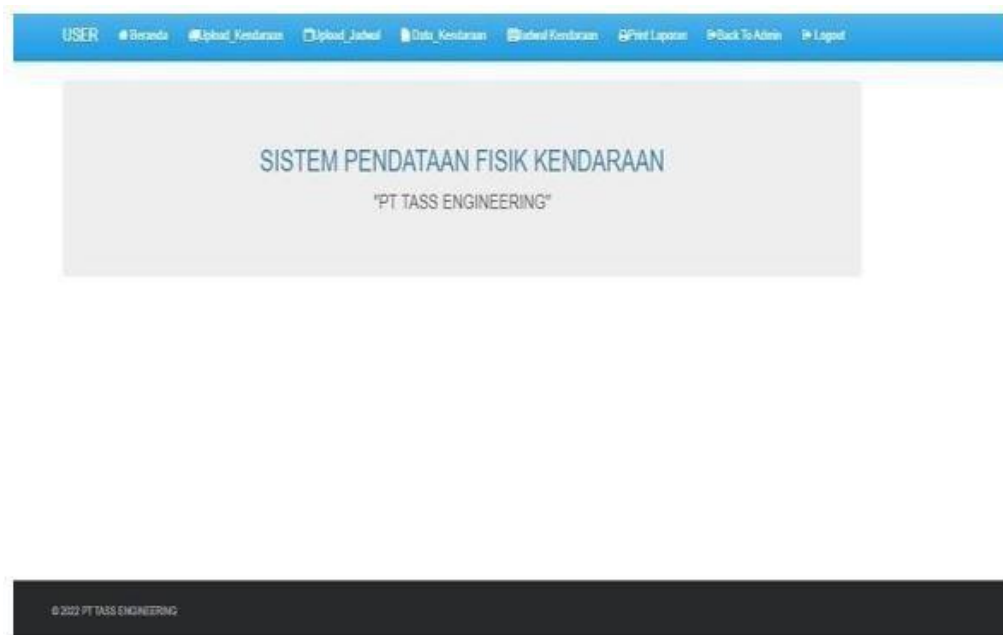 USER Beranda Upload_Kendaraan Upload_Jadwal Data_Kendaraan Jadwal Kendaraan Print Laporan Back To Admin Logout
SISTEM PENDATAAN FISIK KENDARAAN
"PT TASS ENGINEERING"
© 2022 PT TASS ENGINEERING